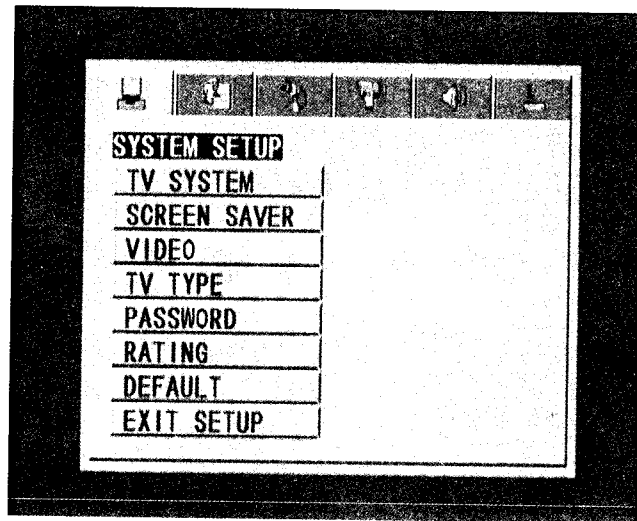 SYSTEM SETUP
TV SYSTEM
SCREEN SAVER
VIDEO
TV TYPE
PASSWORD
RATING
DEFAULT
EXIT SETUP